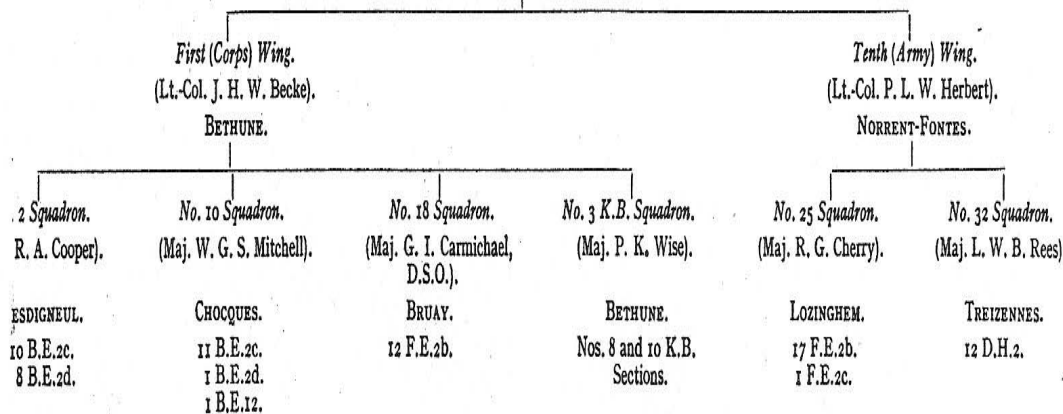 First (Corps) Wing.
(Lt.-Col. J. H. W. Becke).
BETHUNE.
Tenth (Army) Wing.
(Lt.-Col. P. L. W. Herbert).
NORRENT-FONTES.
. 2 Squadron.
R. A. Cooper).
ESDIGNEUL.
10 B.E.2c.
8 B.E.2d.
No. 10 Squadron.
(Maj. W. G. S. Mitchell).
CHOCQUES.
11 B.E.2c.
1 B.E.2d.
1 B.E.12.
No. 18 Squadron.
(Maj. G. I. Carmichael,
D.S.O.).
BRUAY.
12 F.E.2b.
No. 3 K.B. Squadron.
(Maj. P. K. Wise).
BETHUNE.
Nos. 8 and 10 K.B.
Sections.
No. 25 Squadron.
(Maj. R. G. Cherry).
LOZINGHEM.
17 F.E.2b.
1 F.E.2c.
No. 32 Squadron.
(Maj. L. W. B. Rees)
TREIZENNES.
12 D.H.2.